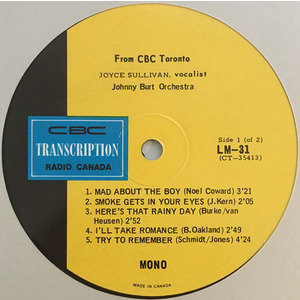 From CBC Toronto
JOYCE SULLIVAN, vocalist
Johnny Burt Orchestra
CBC
TRANSCRIPTION
RADIO CANADA
Side 1 (of 2)
LM-31
(CT-35413)
1. MAD ABOUT THE BOY (Noel Coward) 3'21
2. SMOKE GETS IN YOUR EYES (J.Kern) 2'05
3. HERE'S THAT RAINY DAY (Burke/van
Heusen) 2'52
4. I'LL TAKE ROMANCE (B.Oakland) 2'49
5. TRY TO REMEMBER (Schmidt/Jones) 4'24
MONO
MADE IN CANADA